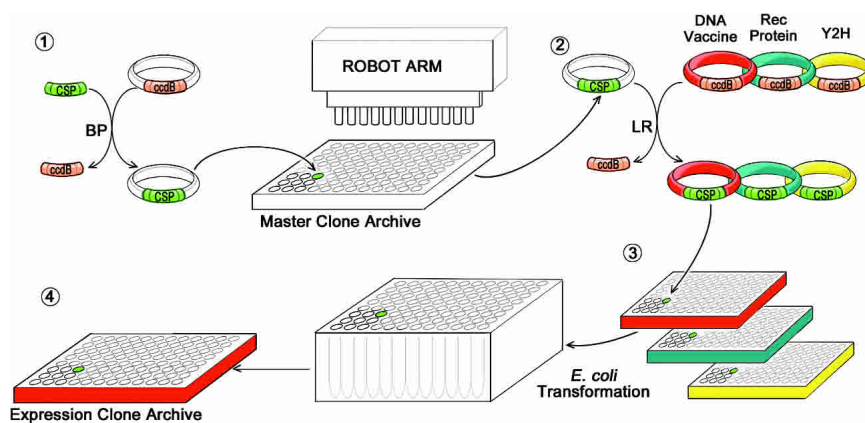 ①
CSP
ccdB
BP
ccdB
CSP
ROBOT ARM
Master Clone Archive
②
CSP
LR
ccdB
DNA
Vaccine
Rec
Protein
Y2H
ccdB
ccdB
ccdB
CSP
CSP
CSP
③
E. coli
Transformation
④
Expression Clone Archive